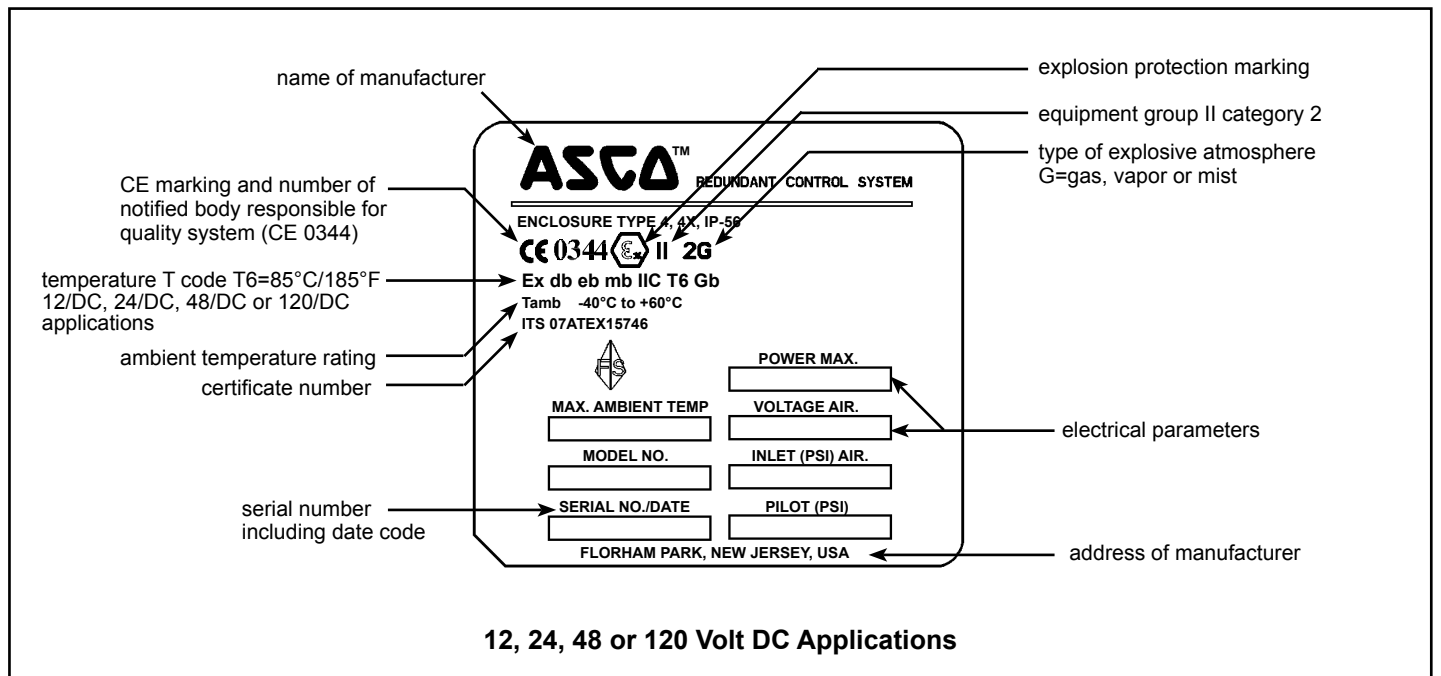 name of manufacturer
explosion protection marking
equipment group II category 2
type of explosive atmosphere
G=gas, vapor or mist
CE marking and number of
notified body responsible for
quality system (CE 0344)
temperature T code T6=85°C/185°F
12/DC, 24/DC, 48/DC or 120/DC
applications
ambient temperature rating
certificate number
serial number
including date code
ASCO™
REDUNDANT CONTROL SYSTEM
ENCLOSURE TYPE 4, 4X, IP-56
CE 0344 Ex II 2G
Ex db eb mb IIC T6 Gb
Tamb -40°C to +60°C
ITS 07ATEX15746
FS
POWER MAX.
MAX. AMBIENT TEMP
VOLTAGE AIR.
MODEL NO.
INLET (PSI) AIR.
SERIAL NO./DATE
PILOT (PSI)
FLORHAM PARK, NEW JERSEY, USA
electrical parameters
address of manufacturer
12, 24, 48 or 120 Volt DC Applications